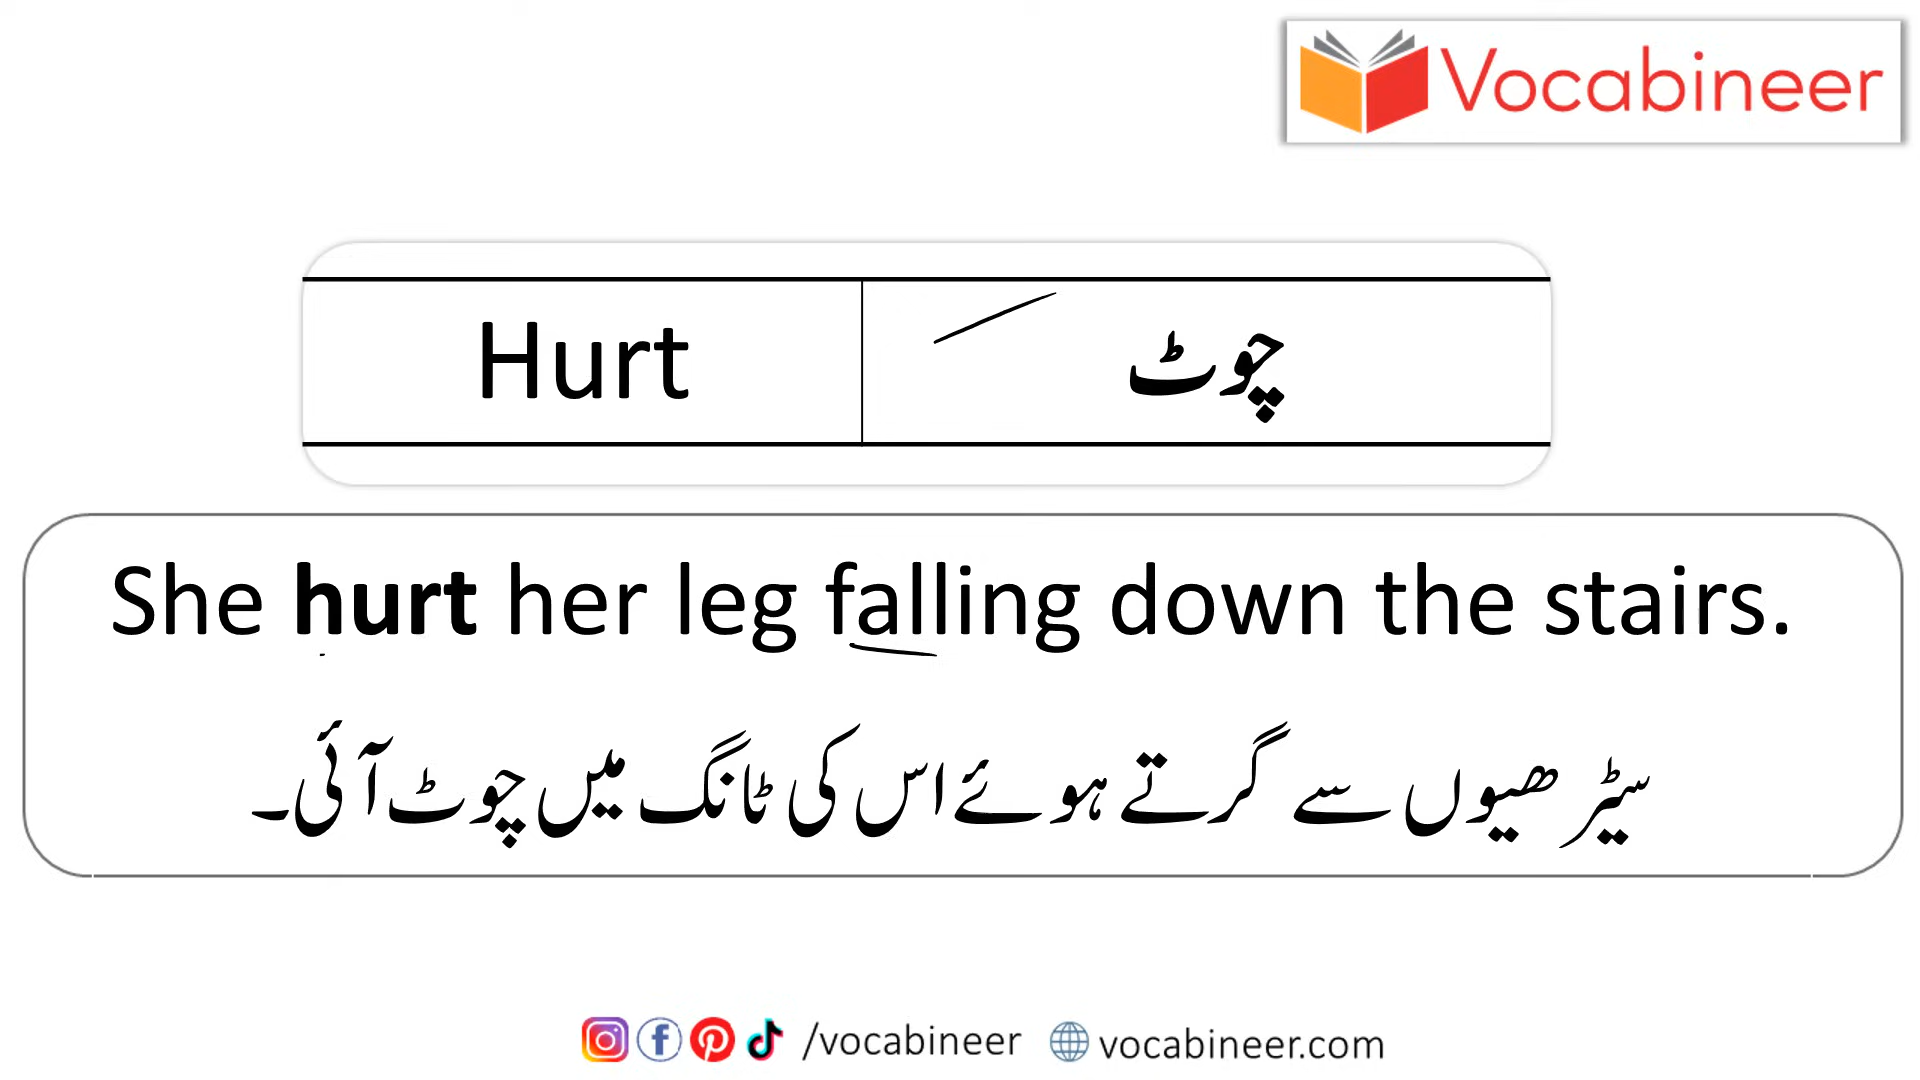 Vocabineer
Hurt چوٹ
She hurt her leg falling down the stairs.
سیڑھیوں سے گرتے ہوئے اس کی ٹانگ میں چوٹ آئی۔
/vocabineer vocabineer.com